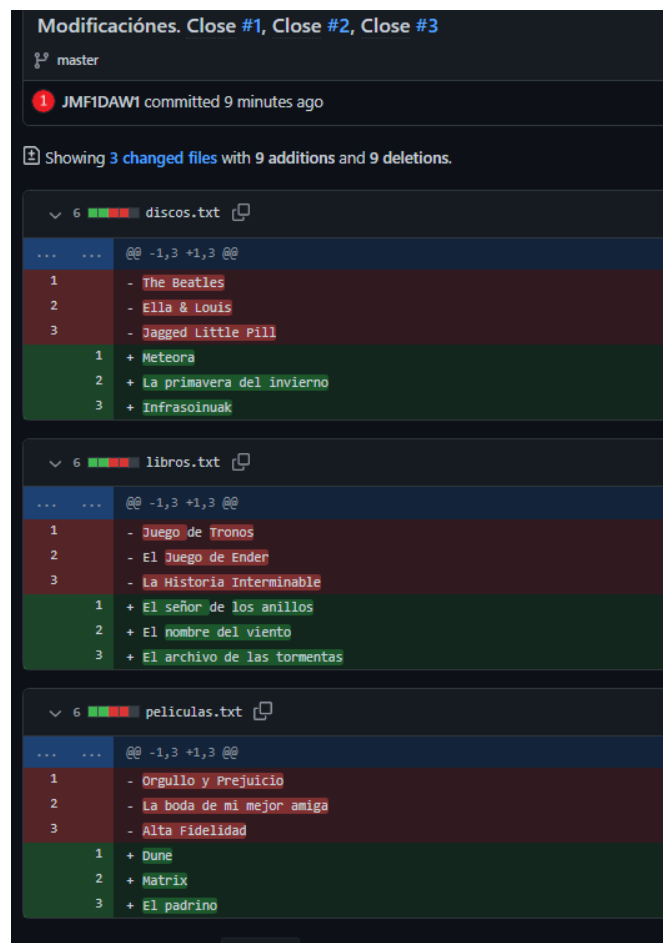 Modificaciónes. Close #1, Close #2, Close #3
master
1 JMF1DAW1 committed 9 minutes ago
Showing 3 changed files with 9 additions and 9 deletions.
6 discos.txt
... ... @@ -1,3 +1,3 @@
1 - The Beatles
2 - Ella & Louis
3 - Jagged Little Pill
1 + Meteora
2 + La primavera del invierno
3 + Infrasoinuak
6 libros.txt
... ... @@ -1,3 +1,3 @@
1 - Juego de Tronos
2 - El Juego de Ender
3 - La Historia Interminable
1 + El señor de los anillos
2 + El nombre del viento
3 + El archivo de las tormentas
6 peliculas.txt
... ... @@ -1,3 +1,3 @@
1 - Orgullo y Prejuicio
2 - La boda de mi mejor amiga
3 - Alta Fidelidad
1 + Dune
2 + Matrix
3 + El padrino